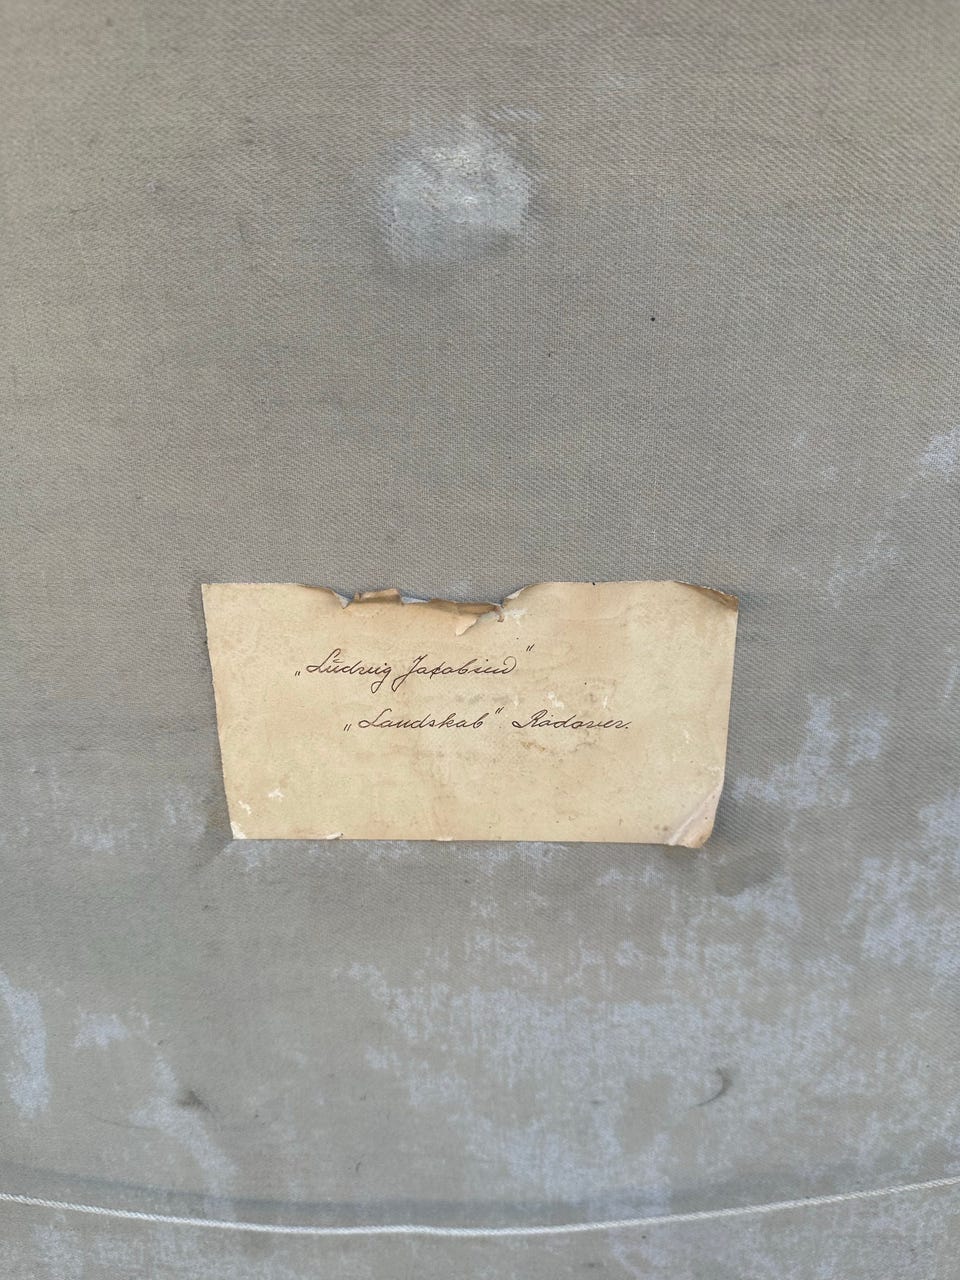 „Ludvig Jacobsen"
„Landskab" Rødovre.